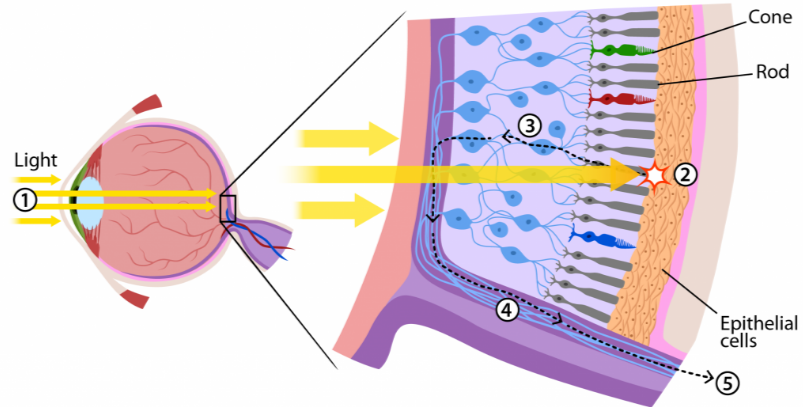 Light
①
Cone
Rod
③
②
④
Epithelial
cells
⑤